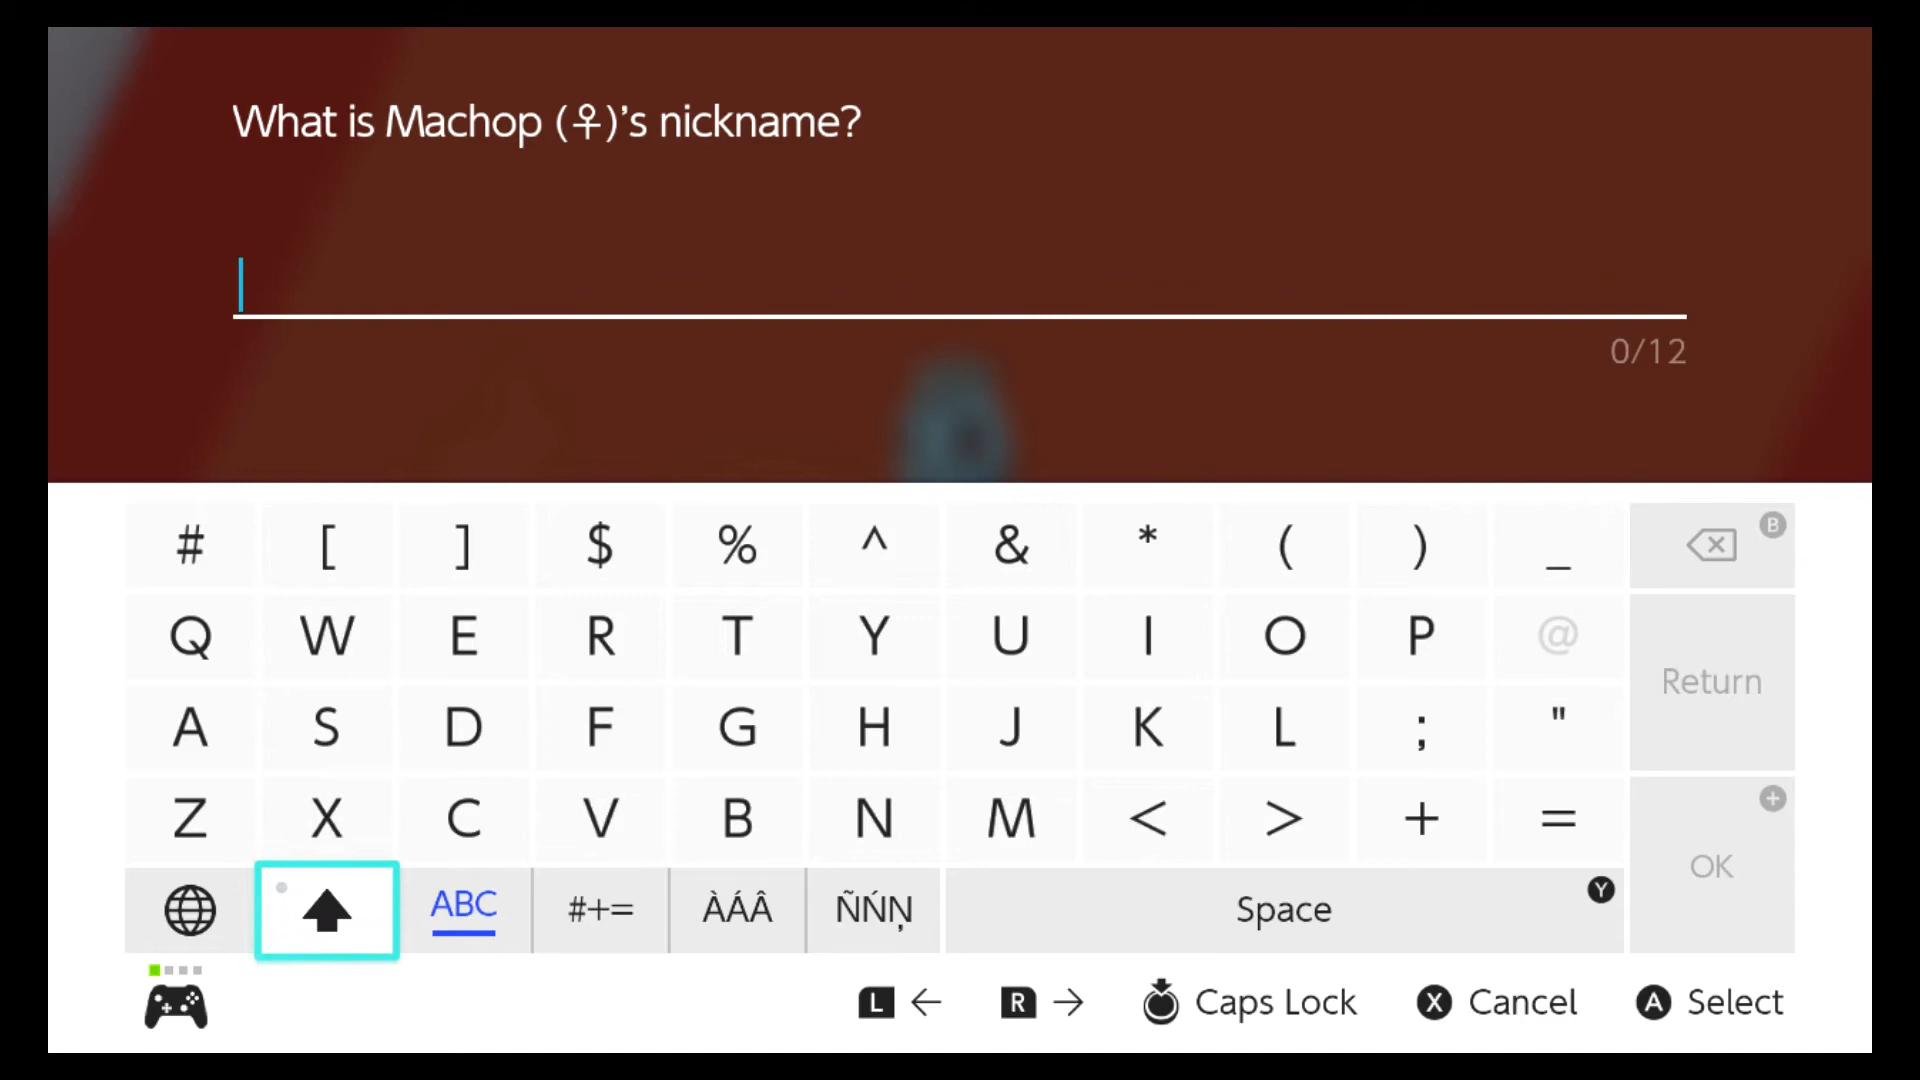 What is Machop (♀)'s nickname?
0/12
# [ ] $ % ^ & * ( ) _ B
Q W E R T Y U I O P @ Return
A S D F G H J K L ; "
Z X C V B N M < > + = + OK
ABC #+= ÀÁÂ ÑŃŅ Space Y
L ← R → Caps Lock X Cancel A Select